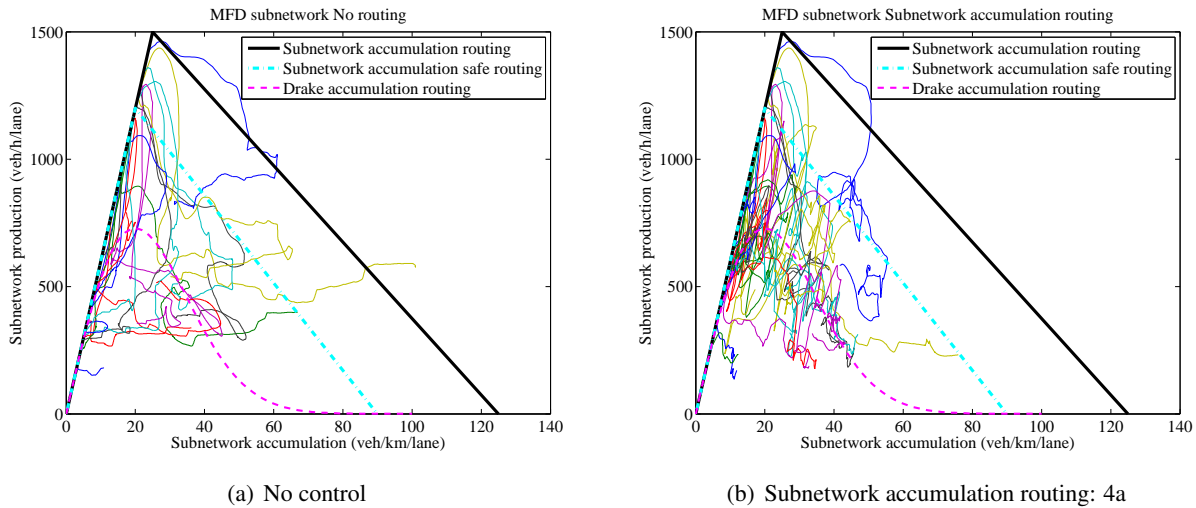 MFD subnetwork No routing
1500
1000
500
0
Subnetwork production (veh/h/lane)
Subnetwork accumulation routing
Subnetwork accumulation safe routing
Drake accumulation routing
0 20 40 60 80 100 120 140
Subnetwork accumulation (veh/km/lane)
(a) No control
MFD subnetwork Subnetwork accumulation routing
1500
1000
500
0
Subnetwork production (veh/h/lane)
Subnetwork accumulation routing
Subnetwork accumulation safe routing
Drake accumulation routing
0 20 40 60 80 100 120 140
Subnetwork accumulation (veh/km/lane)
(b) Subnetwork accumulation routing: 4a